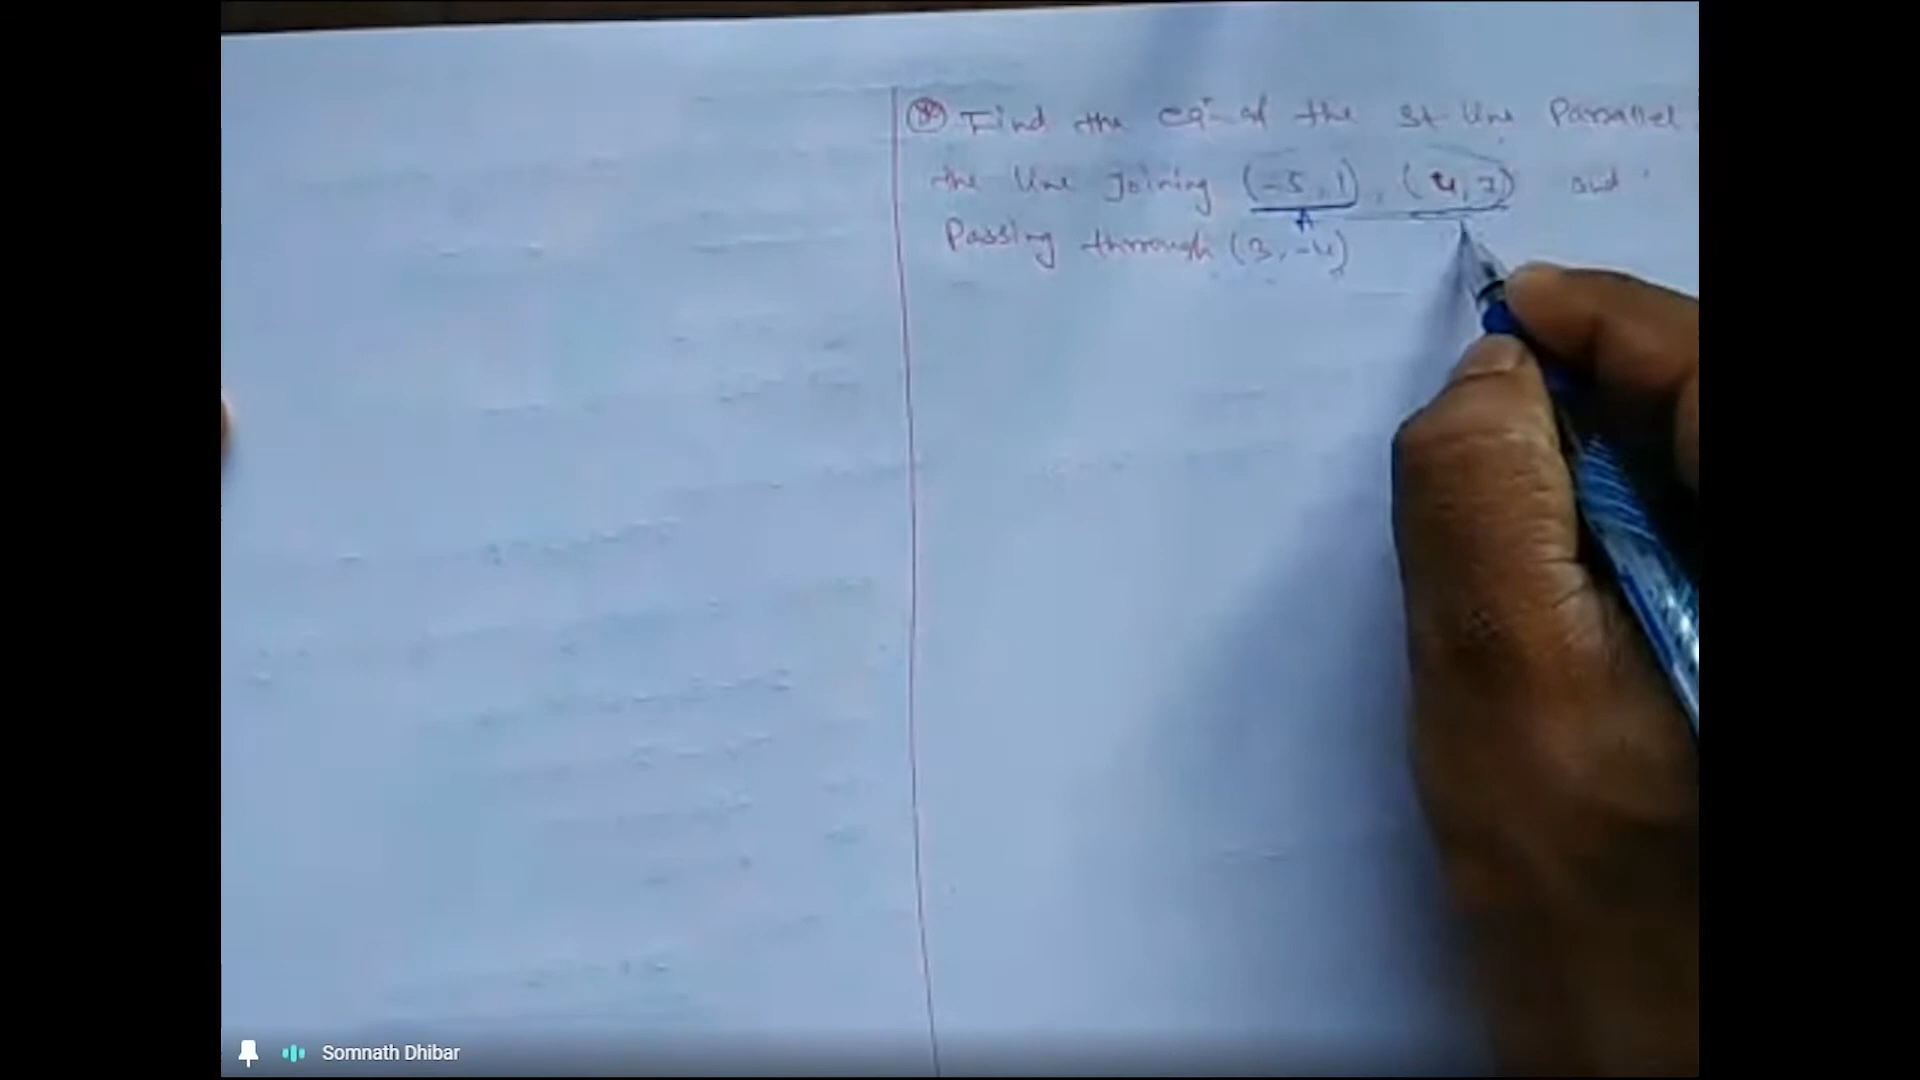 Find the eqn of the st line Parallel
the line joining (-5, 1), (4, 7) and
A
Passing through (3, -4)
Somnath Dhibar